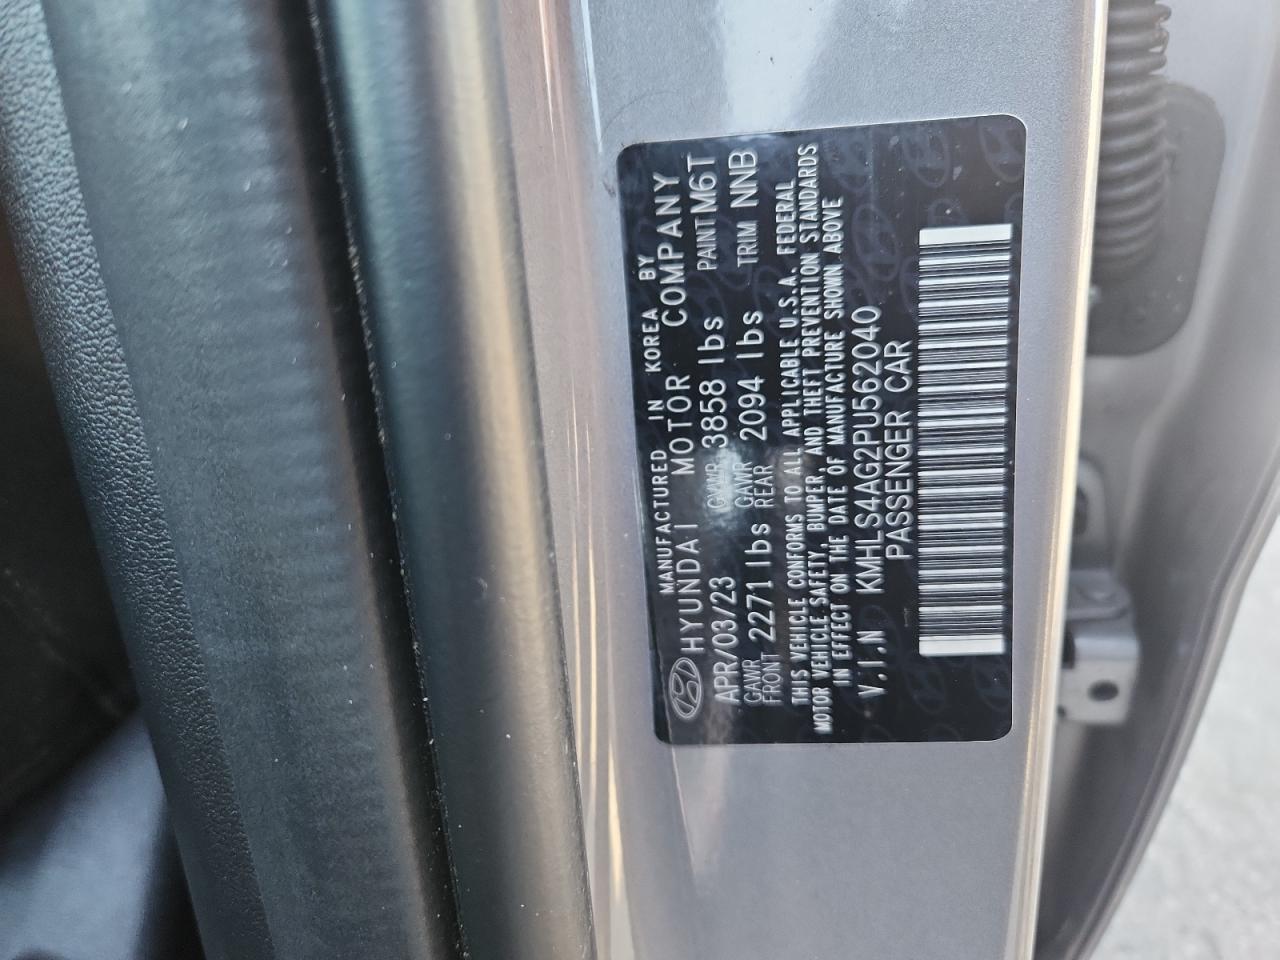 MANUFACTURED IN KOREA BY
HYUNDAI MOTOR COMPANY
APR/03/23 GVWR 3858 lbs PAINT M6T
GAWR FRONT 2271 lbs GAWR REAR 2094 lbs TRIM NNB
THIS VEHICLE CONFORMS TO ALL APPLICABLE U.S.A. FEDERAL
MOTOR VEHICLE SAFETY, BUMPER, AND THEFT PREVENTION STANDARDS
IN EFFECT ON THE DATE OF MANUFACTURE SHOWN ABOVE
V.I.N KMHLS4AG2PU562040
PASSENGER CAR